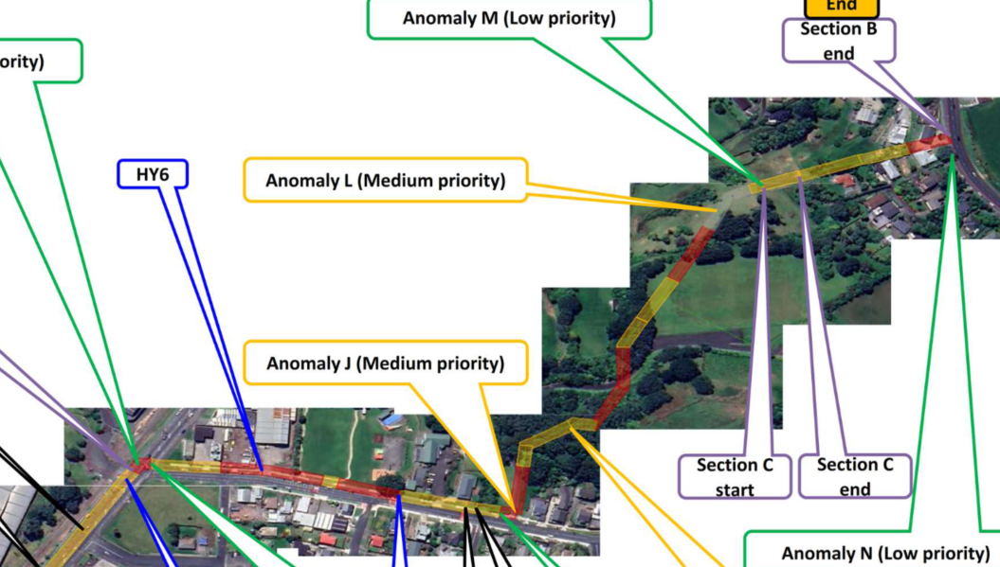 End
Anomaly M (Low priority)
Section B
end
ority)
HY6
Anomaly L (Medium priority)
Anomaly J (Medium priority)
Section C
start
Section C
end
Anomaly N (Low priority)